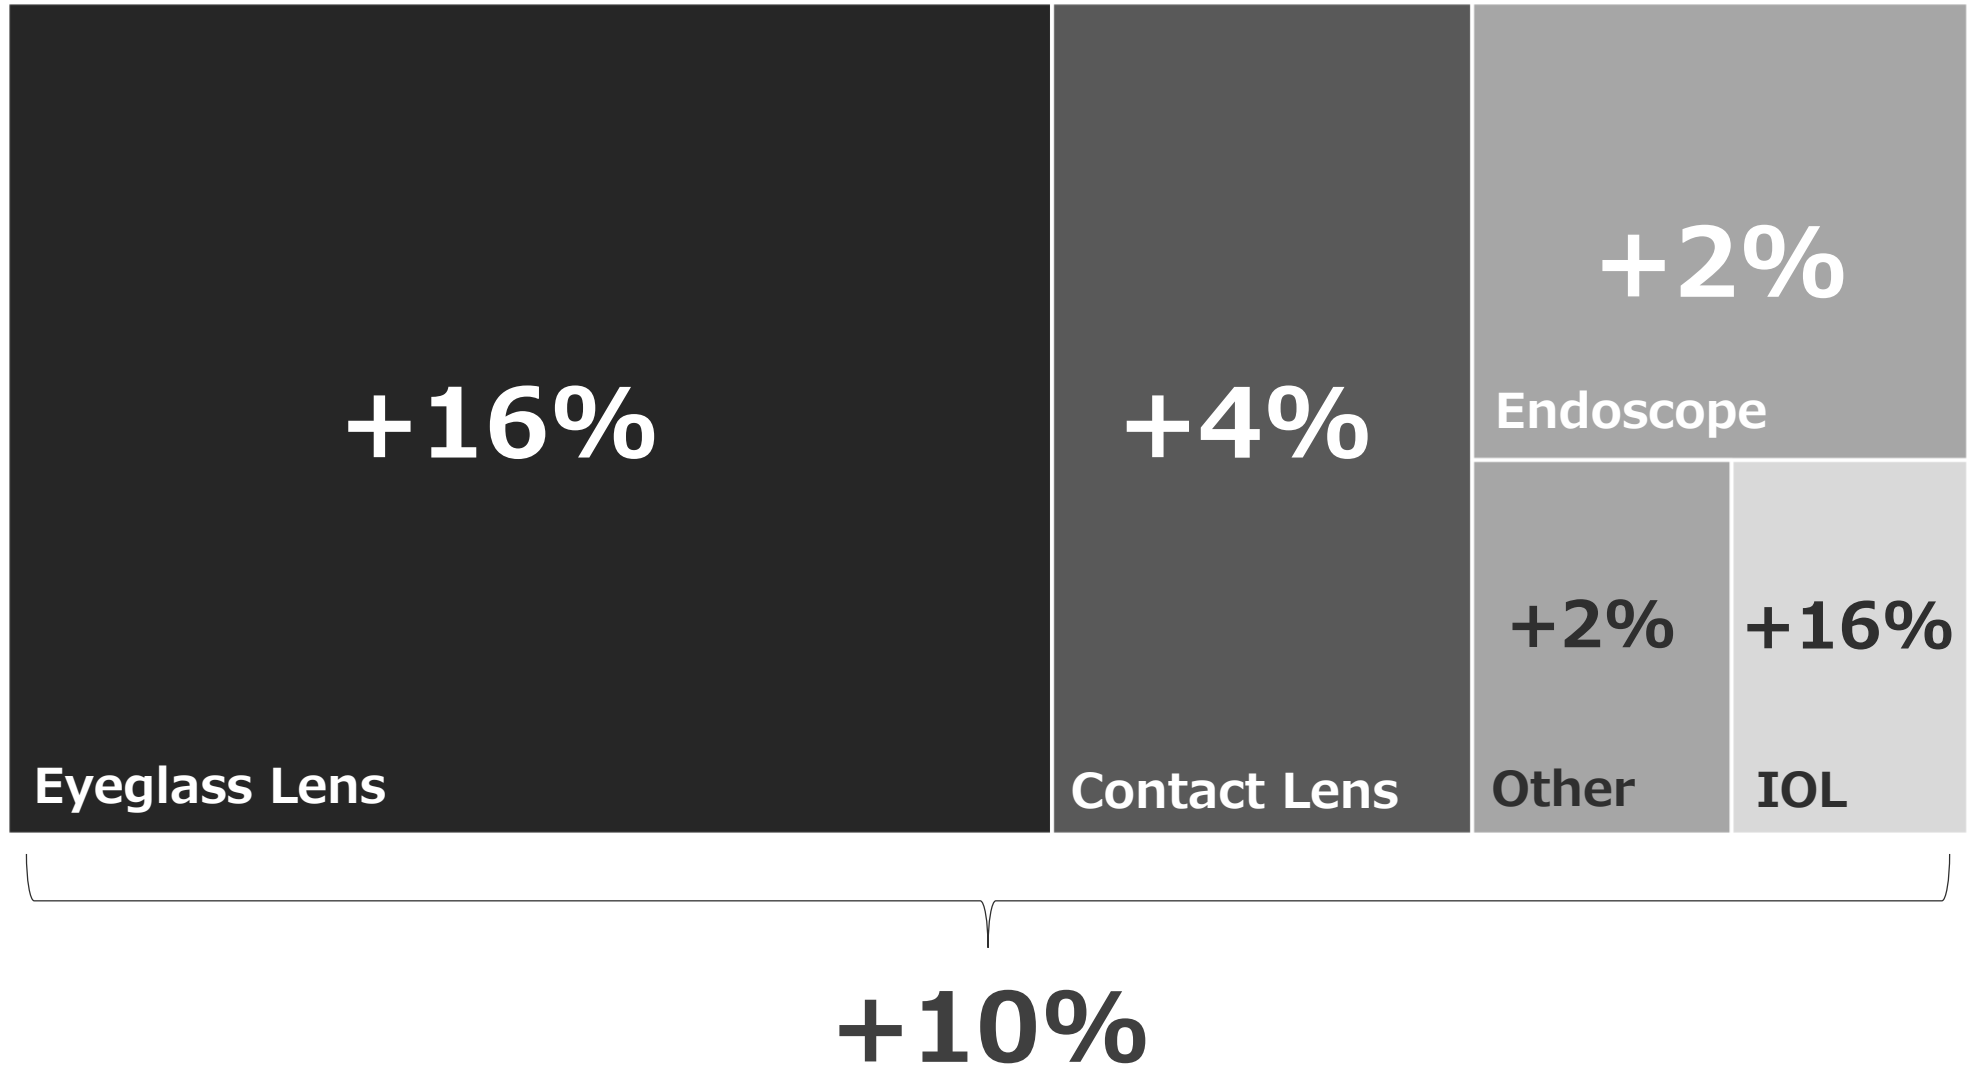 +16%
Eyeglass Lens
+4%
Contact Lens
+2%
Endoscope
+2%
Other
+16%
IOL
+10%